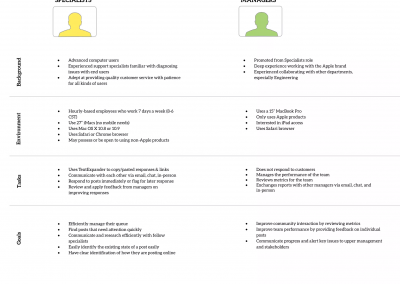 SPECIALISTS
MANAGERS
Background
Advanced computer users
Experienced support specialists familiar with diagnosing
issues with end users
Adept at providing quality customer service with patience
for all kinds of users
Promoted from Specialists role
Deep experience working with the Apple brand
Experienced collaborating with other departments,
especially Engineering
Environment
Hourly-based employees who work 7 days a week (8-6
CST)
Use 27" iMacs (no mobile needs)
Uses Mac OS X 10.8 or 10.9
Uses Safari or Chrome browser
May possess or be open to using non-Apple products
Uses a 15" MacBook Pro
Only uses Apple products
Interested in iPad access
Uses Safari browser
Tasks
Uses TextExpander to copy/pasted responses & links
Communicate with each other via email, chat, in-person
Respond to posts immediately or flag for later response
Review and apply feedback from managers on
improving responses
Does not respond to customers
Manages the performance of the team
Reviews metrics for the team
Exchanges reports with other managers via email, chat, and
in-person
Goals
Efficiently manage their queue
Find posts that need attention quickly
Communicate and research efficiently with fellow
specialists
Easily identify the existing state of a post easily
Have clear identification of how they are posting online
Improve community interaction by reviewing metrics
Improve team performance by providing feedback on individual
posts
Communicate progress and alert key issues to upper management
and stakeholders